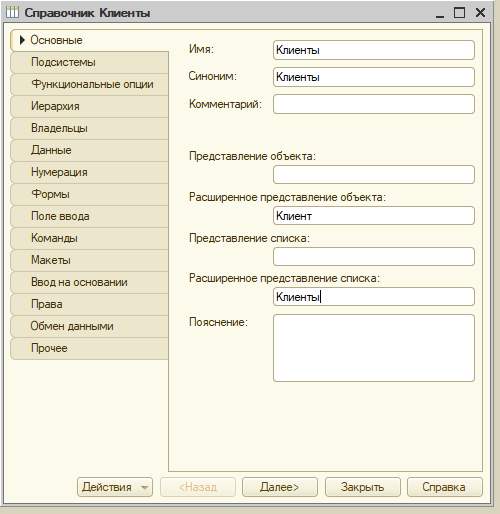 Справочник Клиенты
Основные
Подсистемы
Функциональные опции
Иерархия
Владельцы
Данные
Нумерация
Формы
Поле ввода
Команды
Макеты
Ввод на основании
Права
Обмен данными
Прочее
Имя: Клиенты
Синоним: Клиенты
Комментарий:
Представление объекта:
Расширенное представление объекта:
Клиент
Представление списка:
Расширенное представление списка:
Клиенты
Пояснение:
Действия <Назад Далее> Закрыть Справка